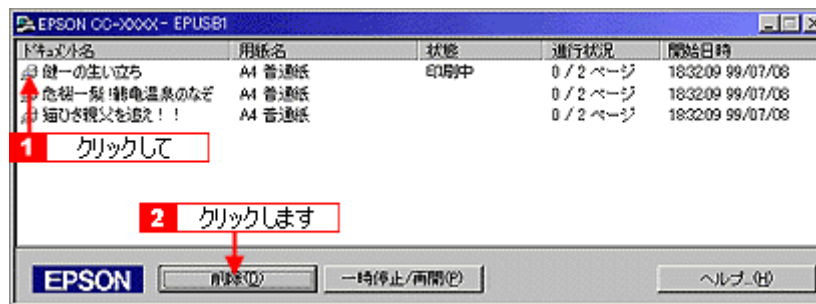 EPSON CC-XXXX - EPUSB1
ドキュメント名 用紙名 状態 進行状況 開始日時
健一の生い立ち A4 普通紙 印刷中 0 / 2 ページ 18:32:09 99/07/08
危機一髪!鶴亀温泉のなぞ A4 普通紙 0 / 2 ページ 18:32:09 99/07/08
猫ひき親父を追え!! A4 普通紙 0 / 2 ページ 18:32:09 99/07/08
1 クリックして
2 クリックします
EPSON 削除(D) 一時停止/再開(P) ヘルプ...(H)